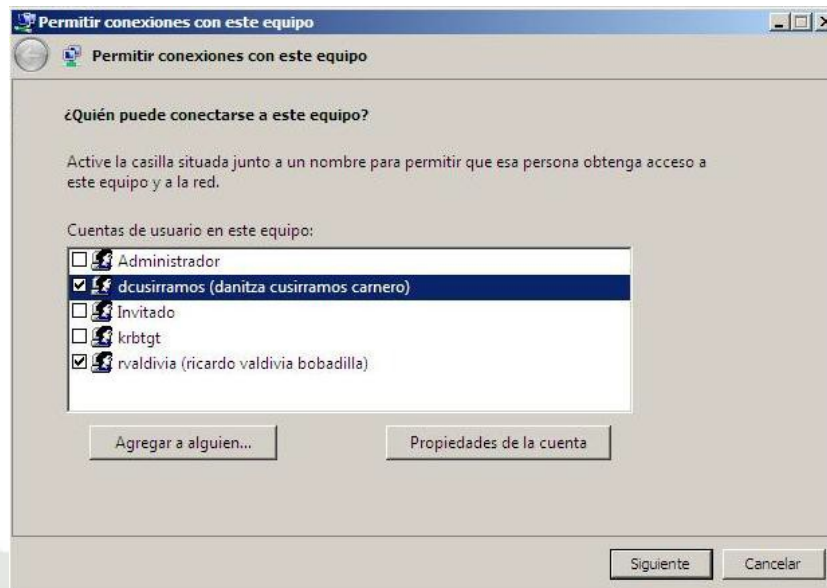 Permitir conexiones con este equipo
Permitir conexiones con este equipo
¿Quién puede conectarse a este equipo?
Active la casilla situada junto a un nombre para permitir que esa persona obtenga acceso a
este equipo y a la red.
Cuentas de usuario en este equipo:
Administrador
dcusirramos (danitza cusirramos carnero)
Invitado
krbtgt
rvaldivia (ricardo valdivia bobadilla)
Agregar a alguien... Propiedades de la cuenta
Siguiente Cancelar